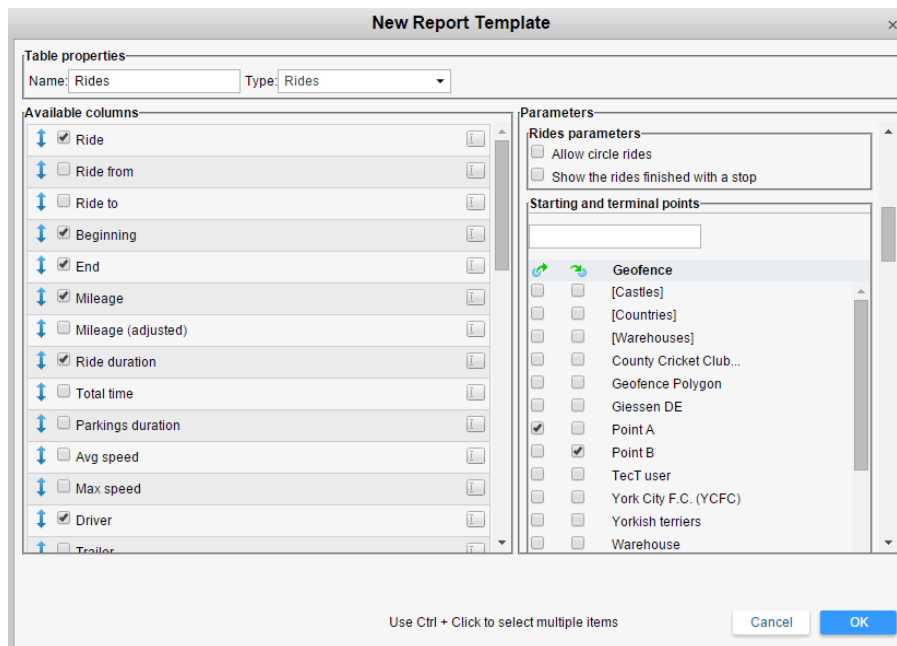 New Report Template
×
Table properties
Name: Rides Type: Rides
Available columns
Ride
Ride from
Ride to
Beginning
End
Mileage
Mileage (adjusted)
Ride duration
Total time
Parkings duration
Avg speed
Max speed
Driver
Trailer
Parameters
Rides parameters
Allow circle rides
Show the rides finished with a stop
Starting and terminal points
Geofence
[Castles]
[Countries]
[Warehouses]
County Cricket Club...
Geofence Polygon
Giessen DE
Point A
Point B
TecT user
York City F.C. (YCFC)
Yorkish terriers
Warehouse
Use Ctrl + Click to select multiple items
Cancel
OK